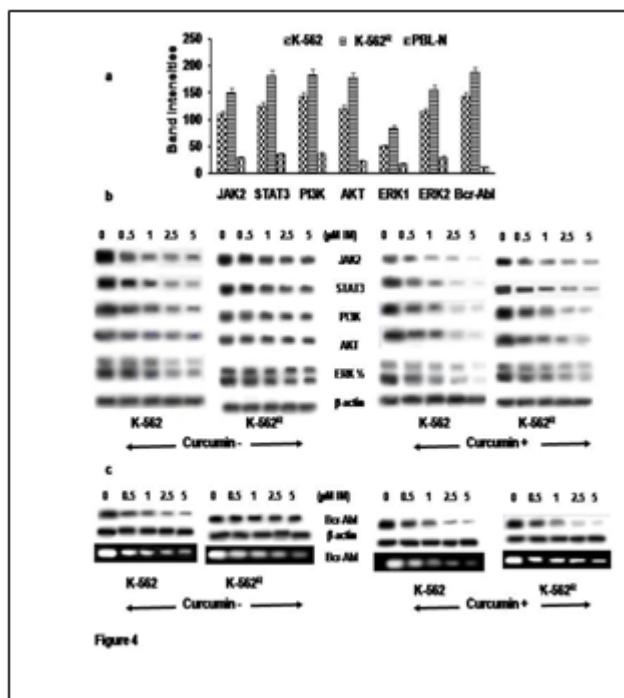 K-562 K-562R PBL-N
250
200
150
100
50
0
Band Intensities
a
JAK2 STAT3 PI3K AKT ERK1 ERK2 Bcr-Abl
b
0 0.5 1 2.5 5 0 0.5 1 2.5 5 (µM IM) 0 0.5 1 2.5 5 0 0.5 1 2.5 5
JAK2
STAT3
PI3K
AKT
ERK ½
β actin
K-562 K-562R K-562 K-562R
Curcumin - Curcumin +
c
0 0.5 1 2.5 5 0 0.5 1 2.5 5 (µM IM) 0 0.5 1 2.5 5 0 0.5 1 2.5 5
Bcr-Abl
β actin
Bcr-Abl
K-562 K-562R K-562 K-562R
Curcumin - Curcumin +
Figure 4